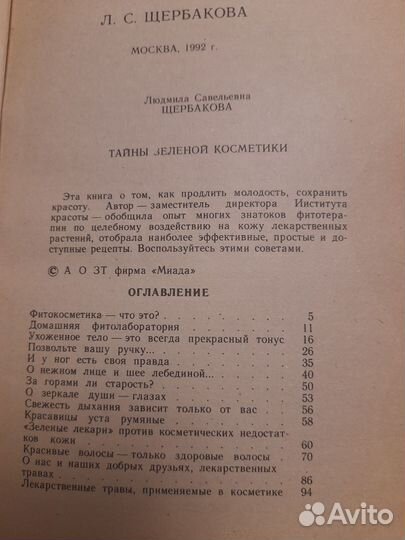 Л. С. ЩЕРБАКОВА
МОСКВА, 1992 г.
Людмила Савельевна
ЩЕРБАКОВА
ТАЙНЫ ЗЕЛЕНОЙ КОСМЕТИКИ
Эта книга о том, как продлить молодость, сохранить
красоту. Автор — заместитель директора Института
красоты — обобщила опыт многих знатоков фитотера-
пии по целебному воздействию на кожу лекарственных
растений, отобрала наиболее эффективные, простые и до-
ступные рецепты. Воспользуйтесь этими советами.
© А О ЗТ фирма «Миада»
ОГЛАВЛЕНИЕ
Фитокосметика — что это? . . . . . . 5
Домашняя фитолаборатория . . . . . . 11
Ухоженное тело — это всегда прекрасный тонус 16
Позвольте вашу ручку... . . . . . . 26
И у ног есть своя правда . . . . . . 35
О нежном лице и шее лебединой... . . . . 40
За горами ли старость? . . . . . . 50
О зеркале души — глазах . . . . . . 53
Свежесть дыхания зависит только от вас . . 56
Красавицы уста румяные . . . . . . 58
«Зеленые лекари» против косметических недостат-
ков кожи . . . . . . 60
Красивые волосы — только здоровые волосы . 70
О нас и наших добрых друзьях, лекарственных
травах . . . . . . 86
Лекарственные травы, применяемые в косметике 94
Avito